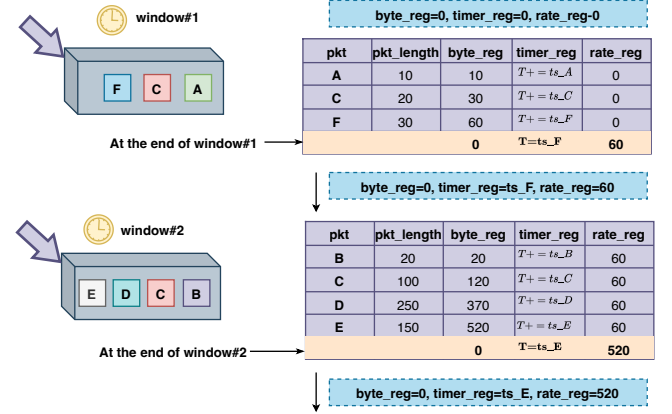 window#1
byte_reg=0, timer_reg=0, rate_reg-0
F C A
pkt pkt_length byte_reg timer_reg rate_reg
A 10 10 T+ = ts_A 0
C 20 30 T+ = ts_C 0
F 30 60 T+ = ts_F 0
At the end of window#1 0 T=ts_F 60
byte_reg=0, timer_reg=ts_F, rate_reg=60
window#2
E D C B
pkt pkt_length byte_reg timer_reg rate_reg
B 20 20 T+ = ts_B 60
C 100 120 T+ = ts_C 60
D 250 370 T+ = ts_D 60
E 150 520 T+ = ts_E 60
At the end of window#2 0 T=ts_E 520
byte_reg=0, timer_reg=ts_E, rate_reg=520